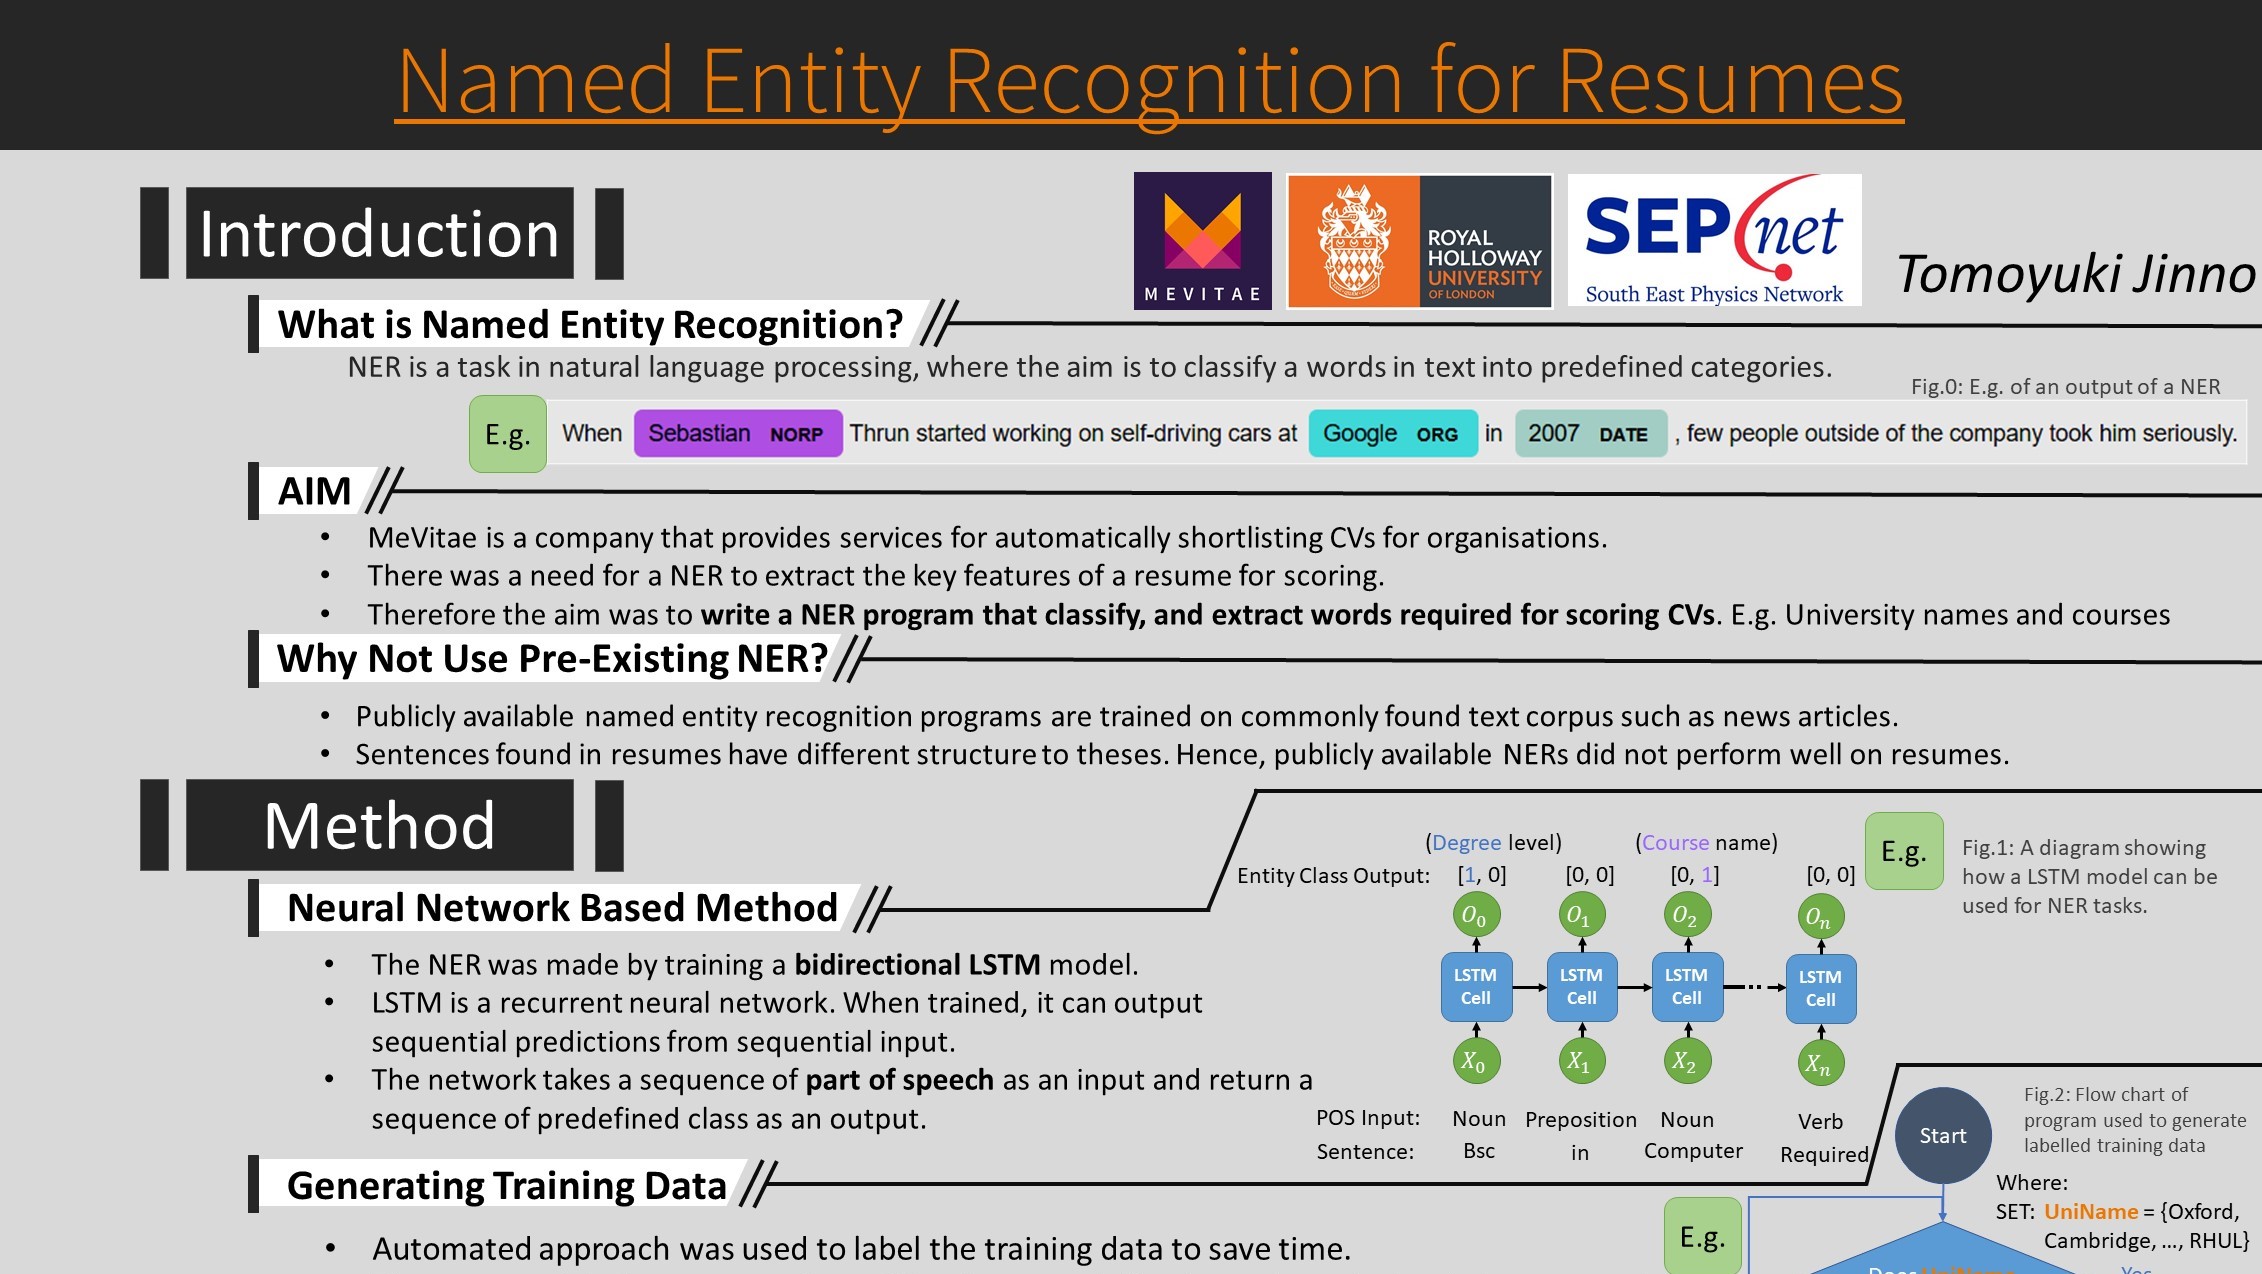 Named Entity Recognition for Resumes
Introduction
MEVITAE
ROYAL
HOLLOWAY
UNIVERSITY
OF LONDON
SEPnet
South East Physics Network
Tomoyuki Jinno
What is Named Entity Recognition?
NER is a task in natural language processing, where the aim is to classify a words in text into predefined categories.
Fig.0: E.g. of an output of a NER
E.g. When Sebastian NORP Thrun started working on self-driving cars at Google ORG in 2007 DATE , few people outside of the company took him seriously.
AIM
• MeVitae is a company that provides services for automatically shortlisting CVs for organisations.
• There was a need for a NER to extract the key features of a resume for scoring.
• Therefore the aim was to write a NER program that classify, and extract words required for scoring CVs. E.g. University names and courses
Why Not Use Pre-Existing NER?
• Publicly available named entity recognition programs are trained on commonly found text corpus such as news articles.
• Sentences found in resumes have different structure to theses. Hence, publicly available NERs did not perform well on resumes.
Method
Neural Network Based Method
• The NER was made by training a bidirectional LSTM model.
• LSTM is a recurrent neural network. When trained, it can output
sequential predictions from sequential input.
• The network takes a sequence of part of speech as an input and return a
sequence of predefined class as an output.
(Degree level) (Course name)
Entity Class Output: [1, 0] [0, 0] [0, 1] [0, 0]
O0 O1 O2 On
LSTM Cell LSTM Cell LSTM Cell LSTM Cell
X0 X1 X2 Xn
POS Input: Noun Preposition Noun Verb
Sentence: Bsc in Computer Required
E.g.
Fig.1: A diagram showing
how a LSTM model can be
used for NER tasks.
Generating Training Data
• Automated approach was used to label the training data to save time.
E.g.
Start
Fig.2: Flow chart of
program used to generate
labelled training data
Where:
SET: UniName = {Oxford,
Cambridge, ..., RHUL}